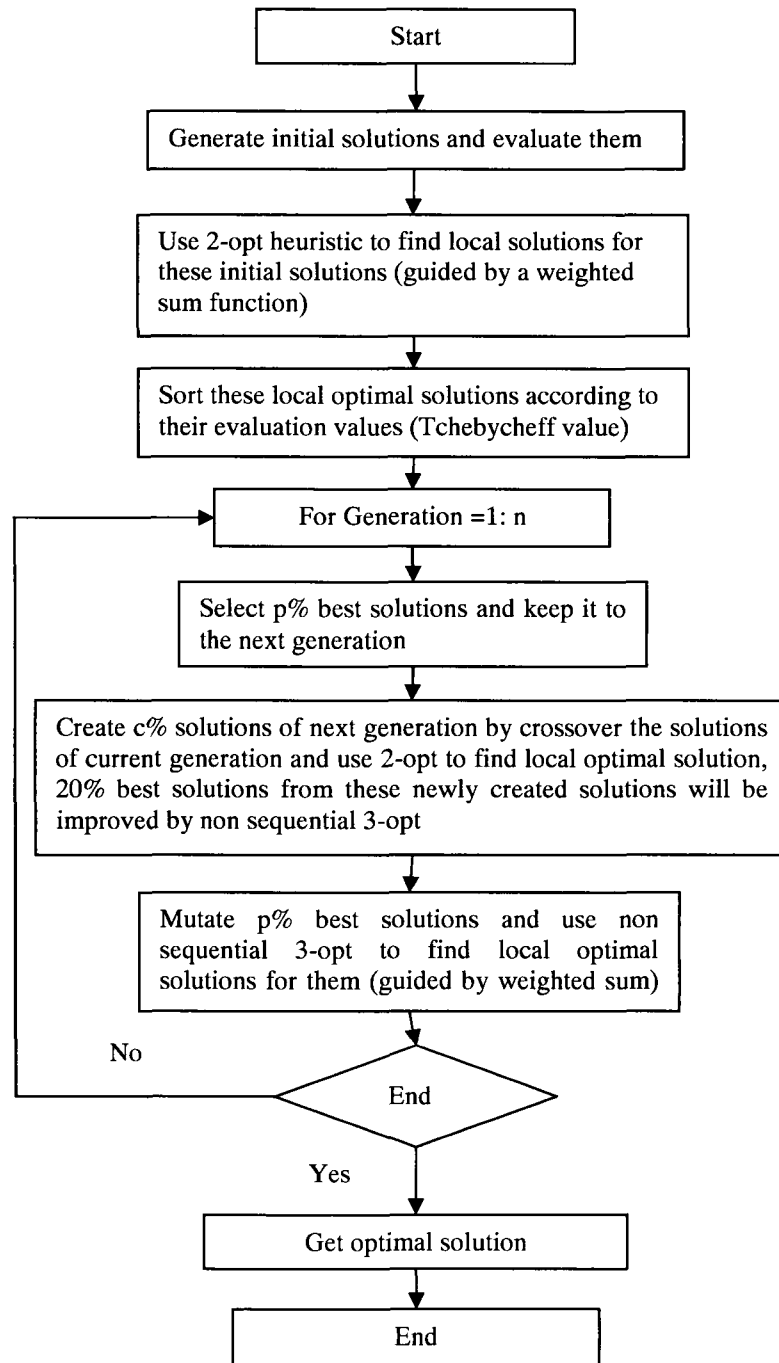 Start
Generate initial solutions and evaluate them
Use 2-opt heuristic to find local solutions for
these initial solutions (guided by a weighted
sum function)
Sort these local optimal solutions according to
their evaluation values (Tchebycheff value)
For Generation =1: n
Select p% best solutions and keep it to
the next generation
Create c% solutions of next generation by crossover the solutions
of current generation and use 2-opt to find local optimal solution,
20% best solutions from these newly created solutions will be
improved by non sequential 3-opt
Mutate p% best solutions and use non
sequential 3-opt to find local optimal
solutions for them (guided by weighted sum)
No
End
Yes
Get optimal solution
End